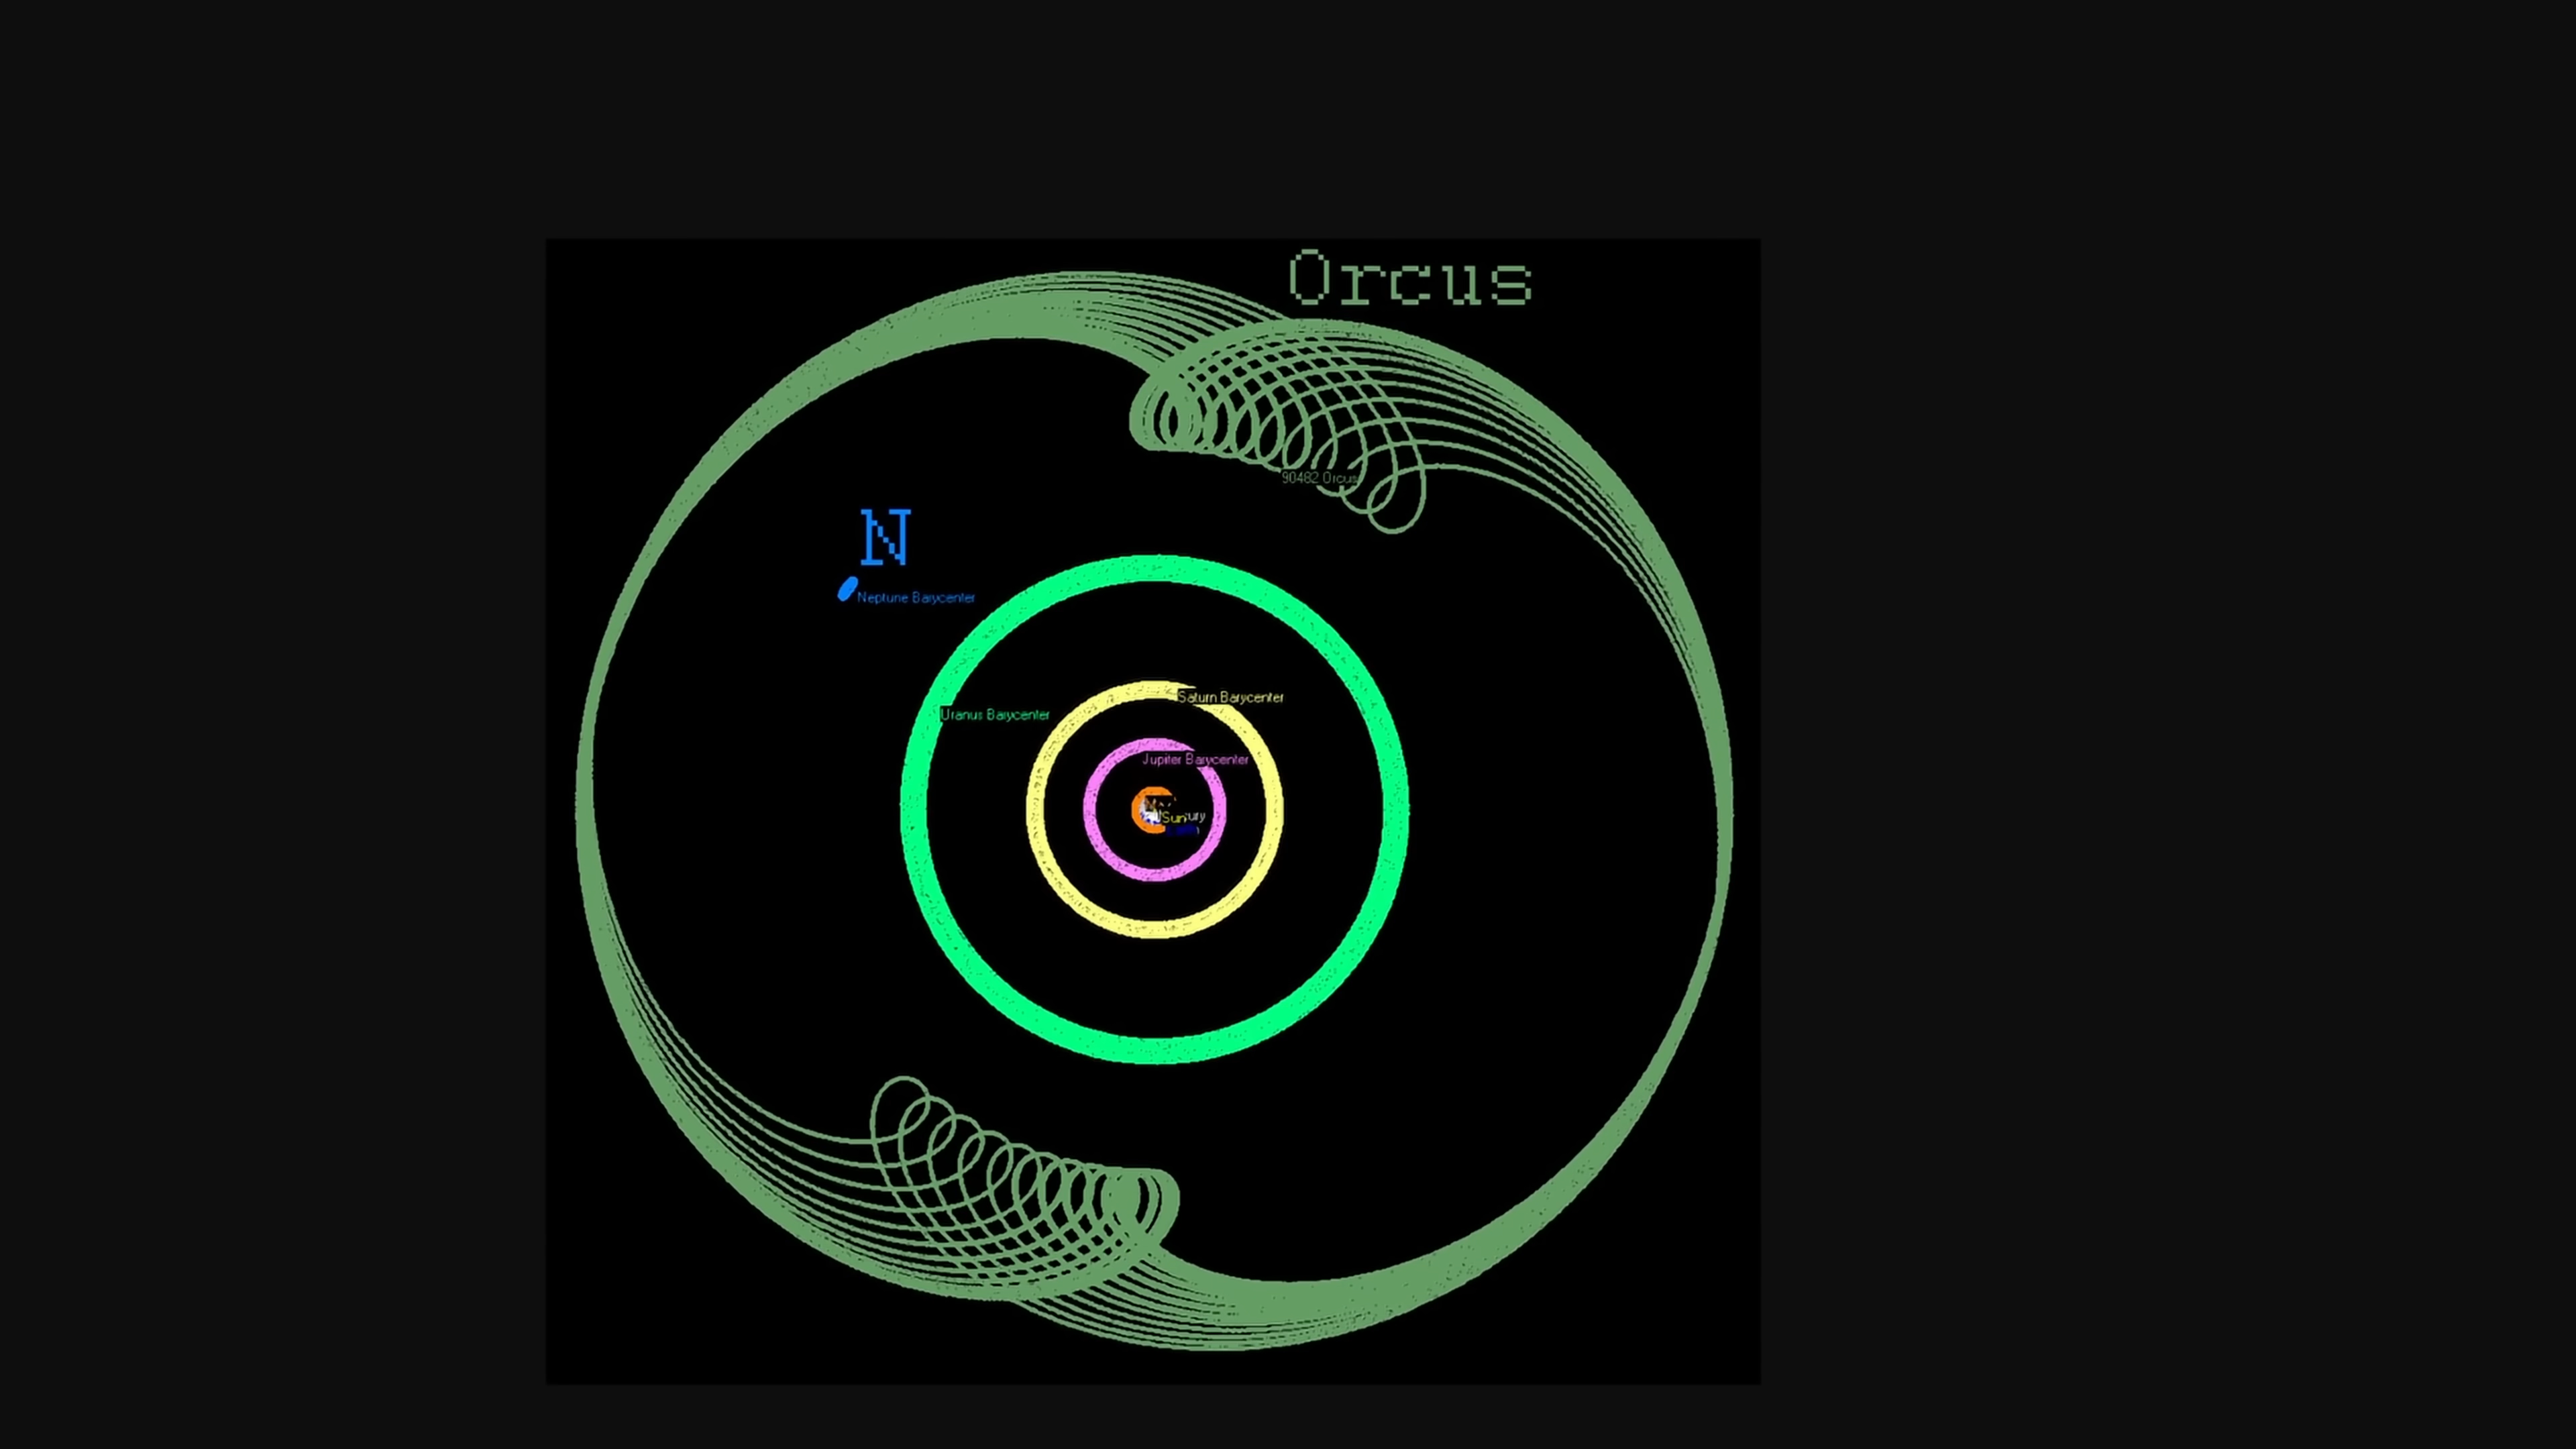 Orcus
90482 Orcus
N
Neptune Barycenter
Saturn Barycenter
Uranus Barycenter
Jupiter Barycenter
Sun